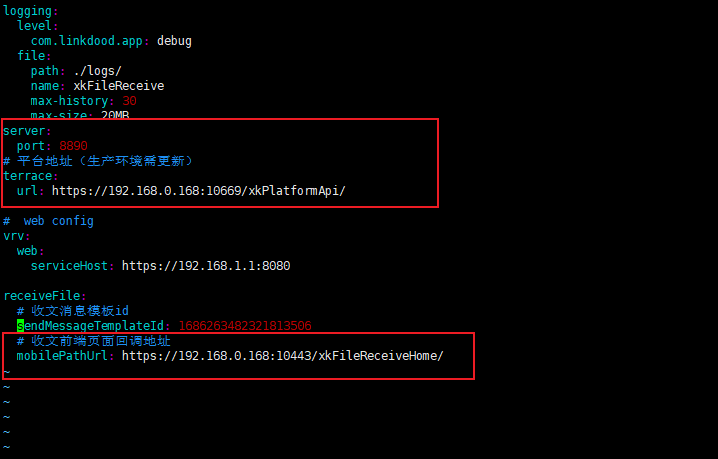 logging:
  level:
    com.linkdood.app: debug
  file:
    path: ./logs/
    name: xkFileReceive
    max-history: 30
    max-size: 20MB
server:
  port: 8890
# 平台地址（生产环境需更新）
terrace:
  url: https://192.168.0.168:10669/xkPlatformApi/
#  web config
vrv:
  web:
    serviceHost: https://192.168.1.1:8080
receiveFile:
  # 收文消息模板id
  sendMessageTemplateId: 1686263482321813506
  # 收文前端页面回调地址
  mobilePathUrl: https://192.168.0.168:10443/xkFileReceiveHome/
~
~
~
~
~
~